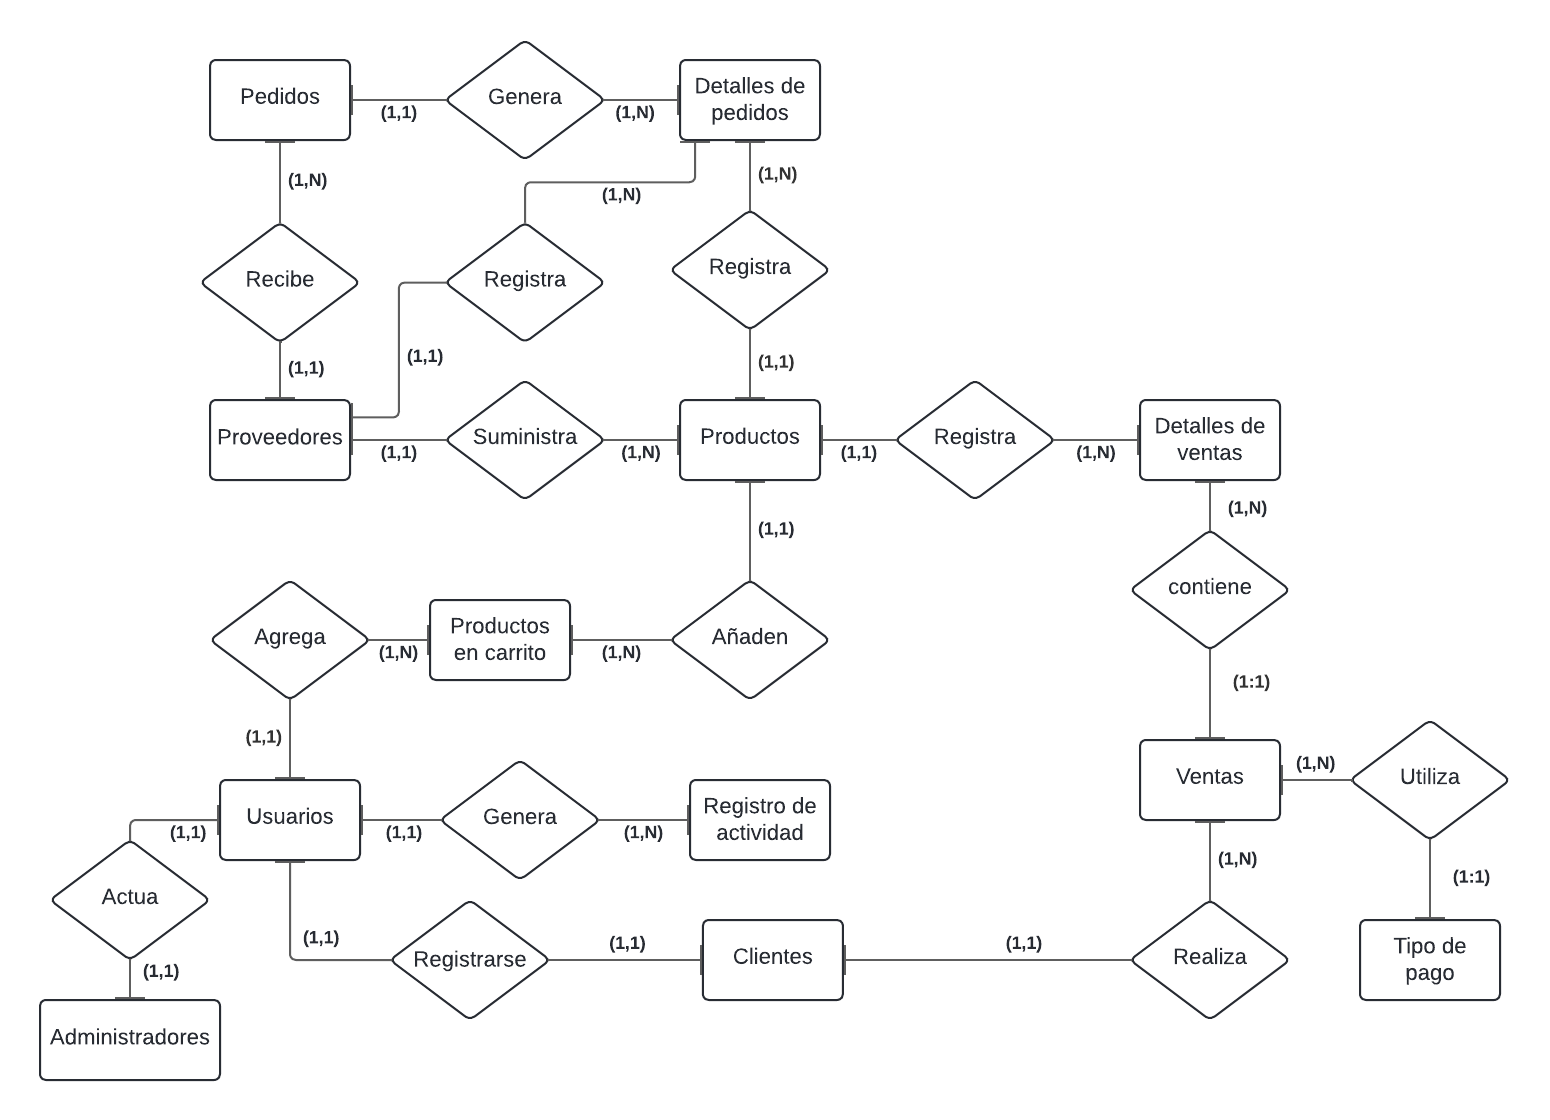 Pedidos
(1,1)
Genera
(1,N)
Detalles de
pedidos
(1,N)
(1,N)
(1,N)
Recibe
Registra
Registra
(1,1)
(1,1)
(1,1)
Proveedores
(1,1)
Suministra
(1,N)
Productos
(1,1)
Registra
(1,N)
Detalles de
ventas
(1,N)
(1,1)
contiene
Agrega
(1,N)
Productos
en carrito
(1,N)
Añaden
(1:1)
(1,1)
Ventas
(1,N)
Utiliza
Usuarios
(1,1)
(1,1)
Genera
(1,N)
Registro de
actividad
(1,N)
(1:1)
Actua
(1,1)
Registrarse
(1,1)
Clientes
(1,1)
Realiza
Tipo de
pago
(1,1)
Administradores